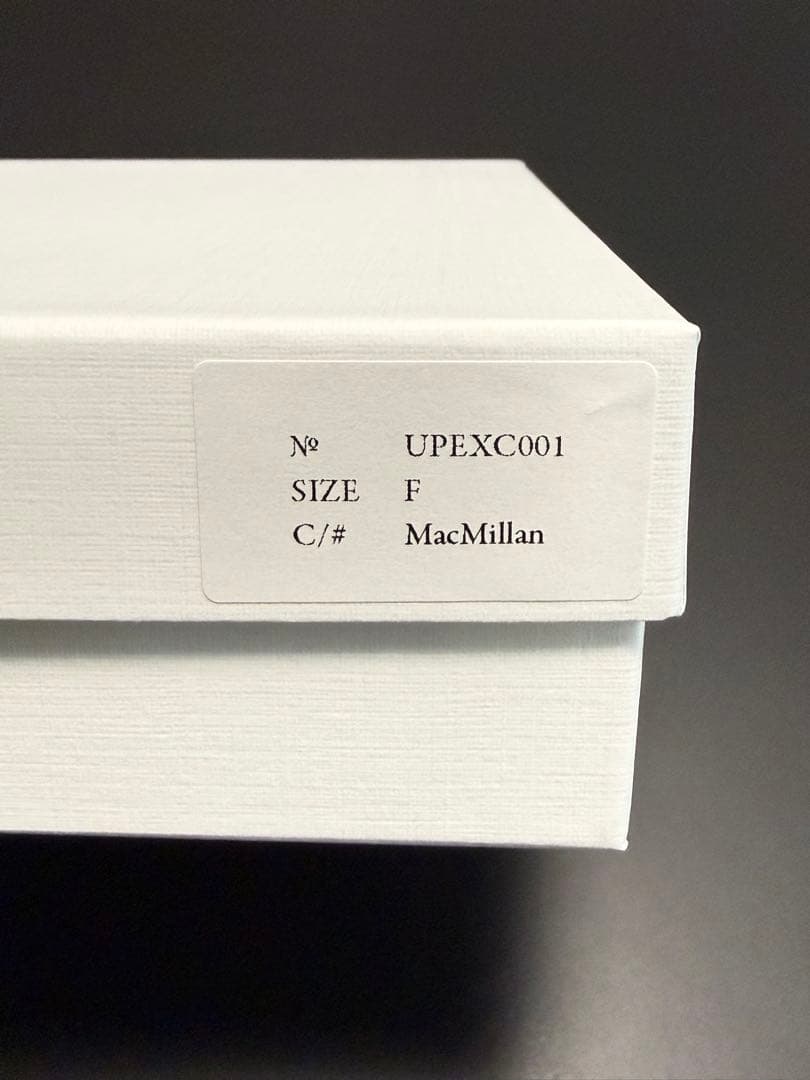 № UPEXC001
SIZE F
C/# MacMillan